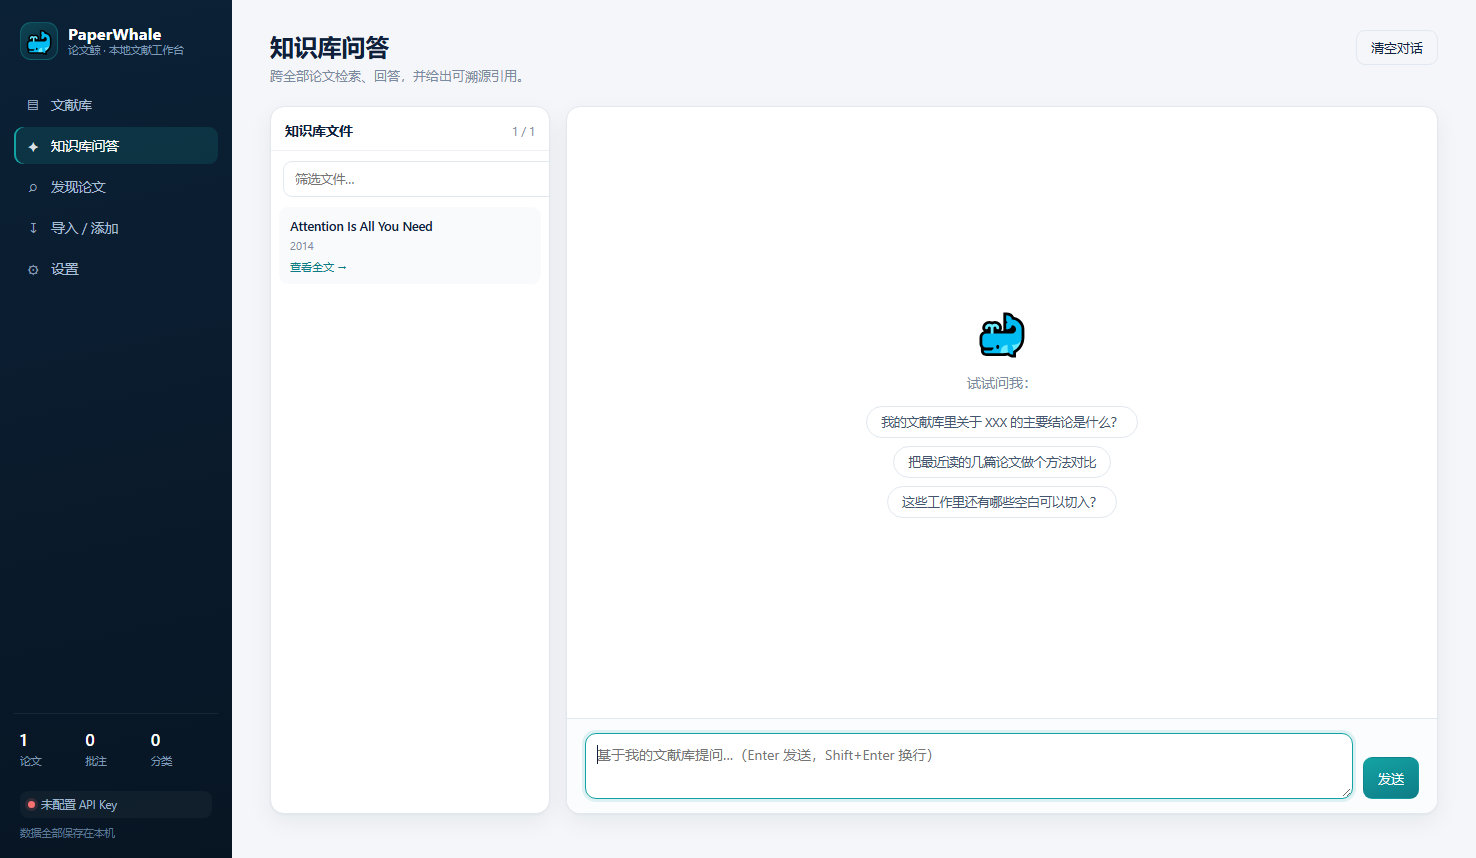 PaperWhale
论文鲸 · 本地文献工作台
文献库
知识库问答
发现论文
导入 / 添加
设置
1
论文
0
批注
0
分类
未配置 API Key
数据全部保存在本机
知识库问答
跨全部论文检索、回答，并给出可溯源引用。
清空对话
知识库文件
1 / 1
筛选文件...
Attention Is All You Need
2014
查看全文 →
试试问我：
我的文献库里关于 XXX 的主要结论是什么？
把最近读的几篇论文做个方法对比
这些工作里还有哪些空白可以切入？
基于我的文献库提问...（Enter 发送，Shift+Enter 换行）
发送